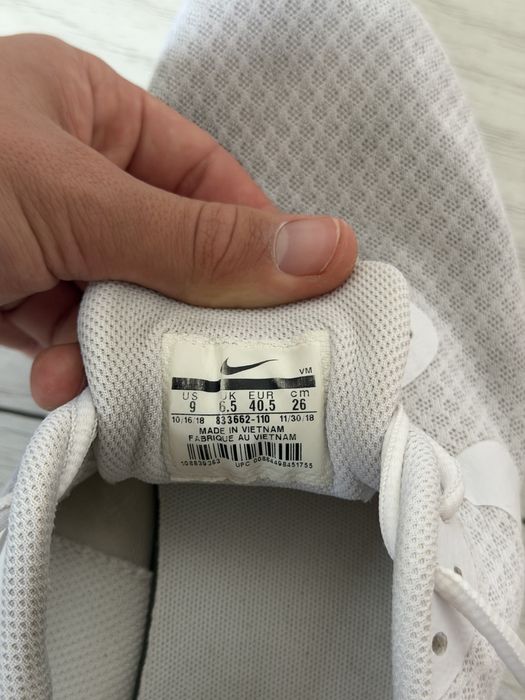 VM
US UK EUR cm
9 6.5 40.5 26
10/16/18 833662-110 11/30/18
MADE IN VIETNAM
FABRIQUE AU VIETNAM
UPC 00884498451755